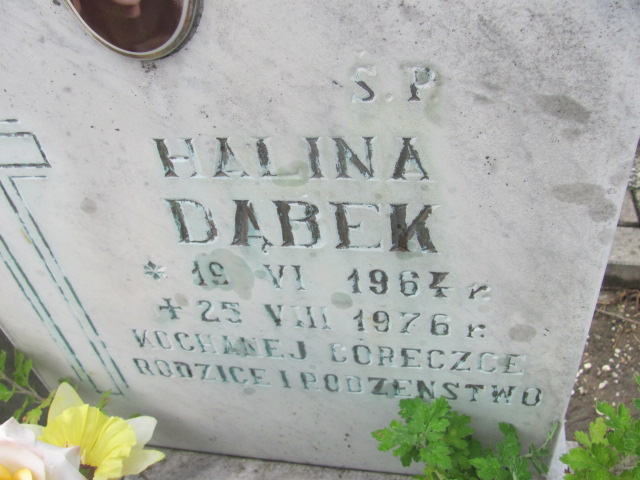 Ś.P
HALINA
DĄBEK
* 19 VI 1964 r.
+ 25 VIII 1976 r.
KOCHANEJ CÓRECZCE
RODZICE I RODZEŃSTWO